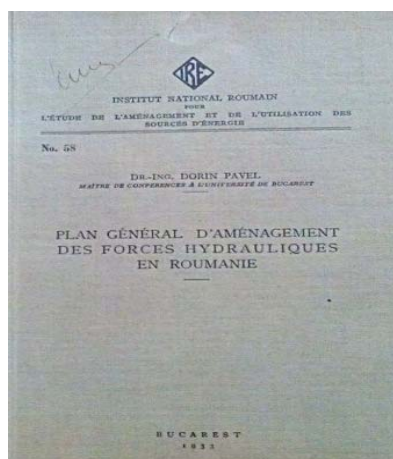 IRE
INSTITUT NATIONAL ROUMAIN
POUR
L'ÉTUDE DE L'AMÉNAGEMENT ET DE L'UTILISATION DES
SOURCES D'ÉNERGIE
No. 58
DR.-ING. DORIN PAVEL
MAÎTRE DE CONFÉRENCES À L'UNIVERSITÉ DE BUCAREST
PLAN GÉNÉRAL D'AMÉNAGEMENT
DES FORCES HYDRAULIQUES
EN ROUMANIE
BUCAREST